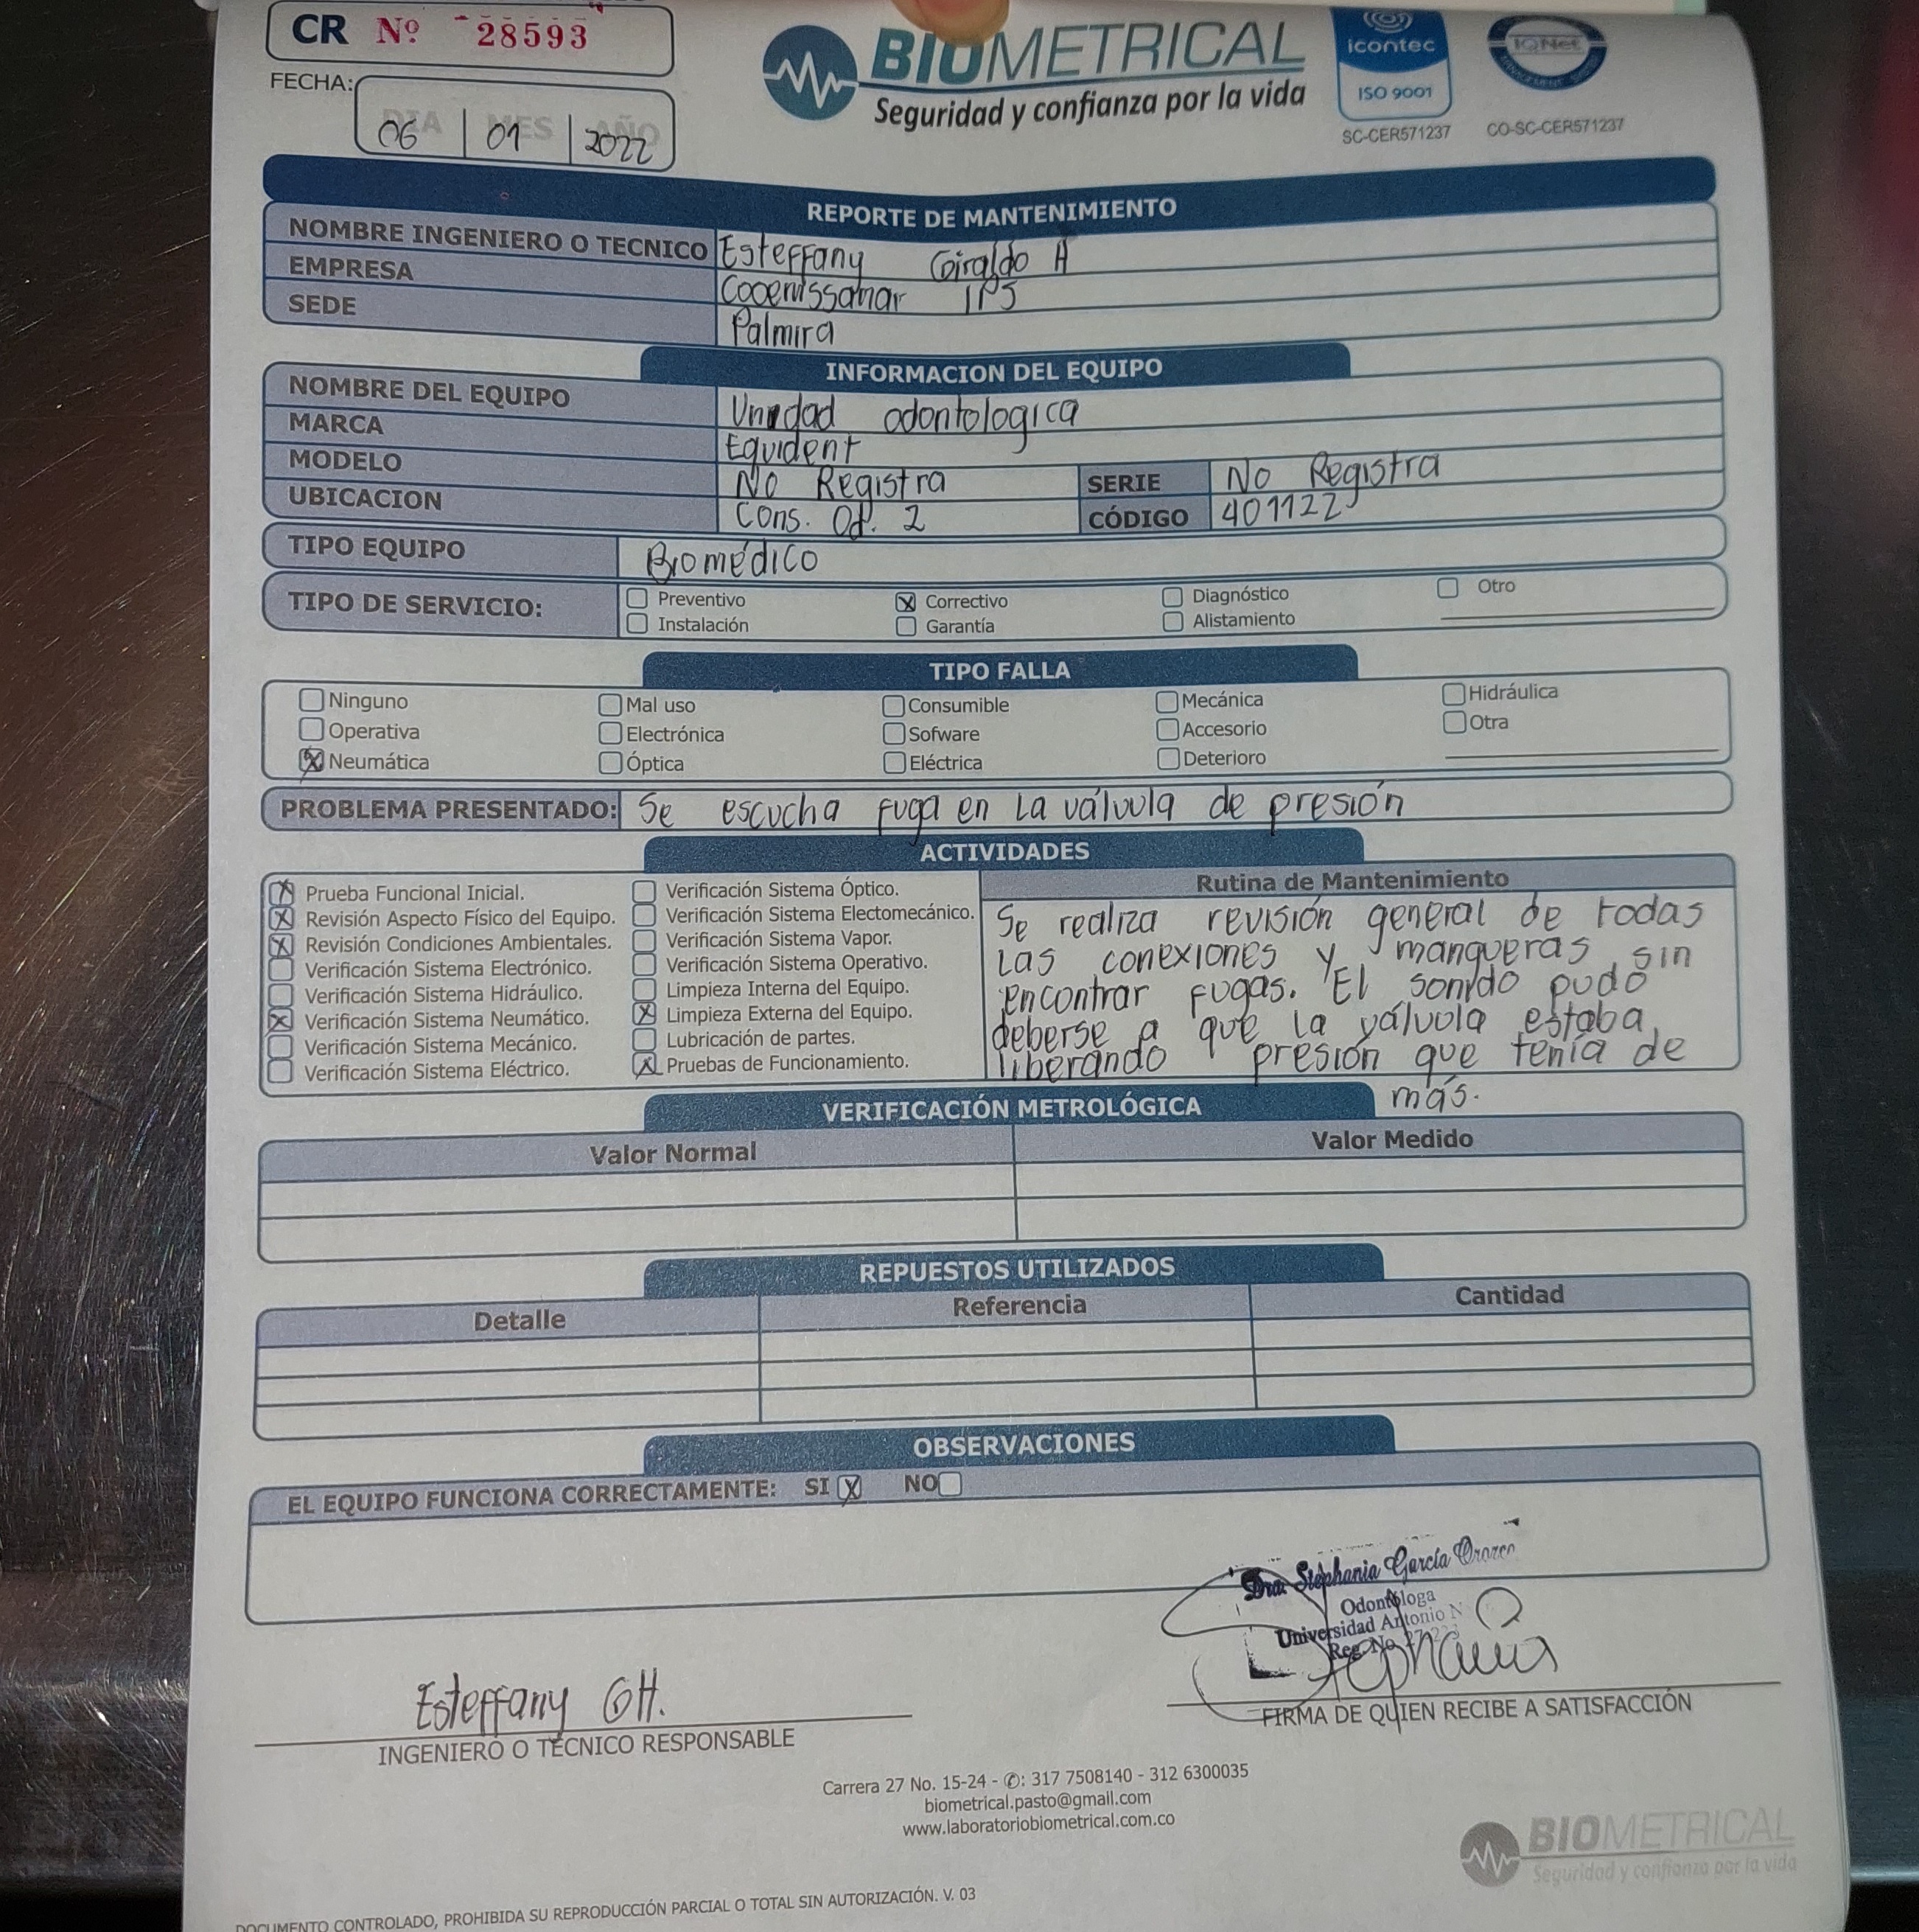 CR Nº 28593
FECHA:
DIA MES AÑO
06 | 01 | 2022
BIOMETRICAL
Seguridad y confianza por la vida
icontec
ISO 9001
SC-CER571237
IQNet
CO-SC-CER571237
REPORTE DE MANTENIMIENTO
NOMBRE INGENIERO O TECNICO Esteffany Giraldo H
EMPRESA Cooemssanar IPS
SEDE Palmira
INFORMACION DEL EQUIPO
NOMBRE DEL EQUIPO Unidad odontologica
MARCA Equident
MODELO No Registra SERIE No Registra
UBICACION Cons. Od. 2 CÓDIGO 401122
TIPO EQUIPO Biomédico
TIPO DE SERVICIO: Preventivo Correctivo Diagnóstico Otro
Instalación Garantía Alistamiento
TIPO FALLA
Ninguno Mal uso Consumible Mecánica Hidráulica
Operativa Electrónica Sofware Accesorio Otra
Neumática Óptica Eléctrica Deterioro
PROBLEMA PRESENTADO: Se escucha fuga en La válvula de presión
ACTIVIDADES
Prueba Funcional Inicial.
Revisión Aspecto Físico del Equipo.
Revisión Condiciones Ambientales.
Verificación Sistema Electrónico.
Verificación Sistema Hidráulico.
Verificación Sistema Neumático.
Verificación Sistema Mecánico.
Verificación Sistema Eléctrico.
Verificación Sistema Óptico.
Verificación Sistema Electomecánico.
Verificación Sistema Vapor.
Verificación Sistema Operativo.
Limpieza Interna del Equipo.
Limpieza Externa del Equipo.
Lubricación de partes.
Pruebas de Funcionamiento.
Rutina de Mantenimiento
Se realiza revisión general de todas
Las conexiones y mangueras sin
encontrar fugas. El sonido pudo
deberse a que la válvula estaba
liberando presión que tenía de
más.
VERIFICACIÓN METROLÓGICA
Valor Normal Valor Medido
REPUESTOS UTILIZADOS
Detalle Referencia Cantidad
OBSERVACIONES
EL EQUIPO FUNCIONA CORRECTAMENTE: SI X NO
Dra. Stephania García Orozco
Odontóloga
Universidad Antonio N
Reg. No
Stephania
Esteffany GH.
INGENIERO O TECNICO RESPONSABLE
FIRMA DE QUIEN RECIBE A SATISFACCIÓN
Carrera 27 No. 15-24 - ✆: 317 7508140 - 312 6300035
biometrical.pasto@gmail.com
www.laboratoriobiometrical.com.co
BIOMETRICAL
Seguridad y confianza por la vida
DOCUMENTO CONTROLADO, PROHIBIDA SU REPRODUCCIÓN PARCIAL O TOTAL SIN AUTORIZACIÓN. V. 03